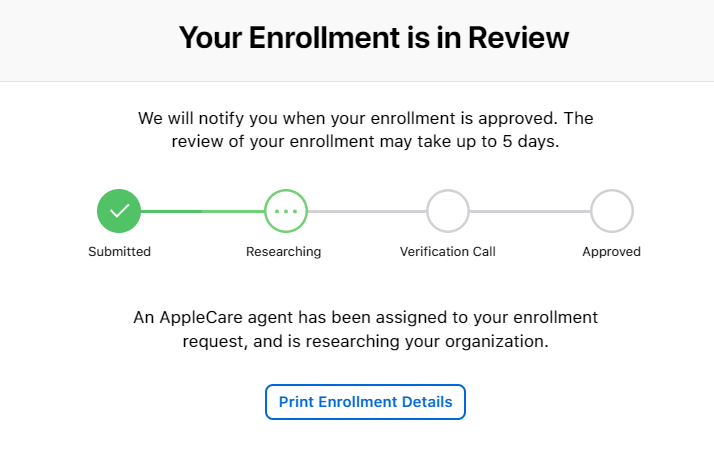 Your Enrollment is in Review
We will notify you when your enrollment is approved. The
review of your enrollment may take up to 5 days.
Submitted
Researching
Verification Call
Approved
An AppleCare agent has been assigned to your enrollment
request, and is researching your organization.
Print Enrollment Details